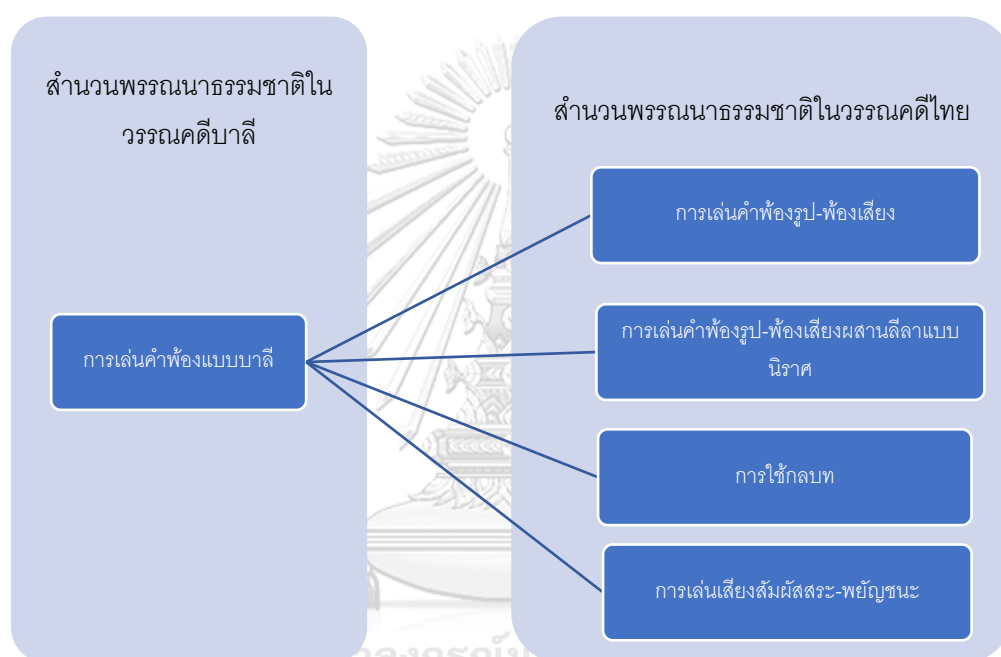 สำนวนพรรณนาธรรมชาติใน
วรรณคดีบาลี
การเล่นคำพ้องแบบบาลี
สำนวนพรรณนาธรรมชาติในวรรณคดีไทย
การเล่นคำพ้องรูป-พ้องเสียง
การเล่นคำพ้องรูป-พ้องเสียงผสานลีลาแบบ
นิราศ
การใช้กลบท
การเล่นเสียงสัมผัสสระ-พยัญชนะ